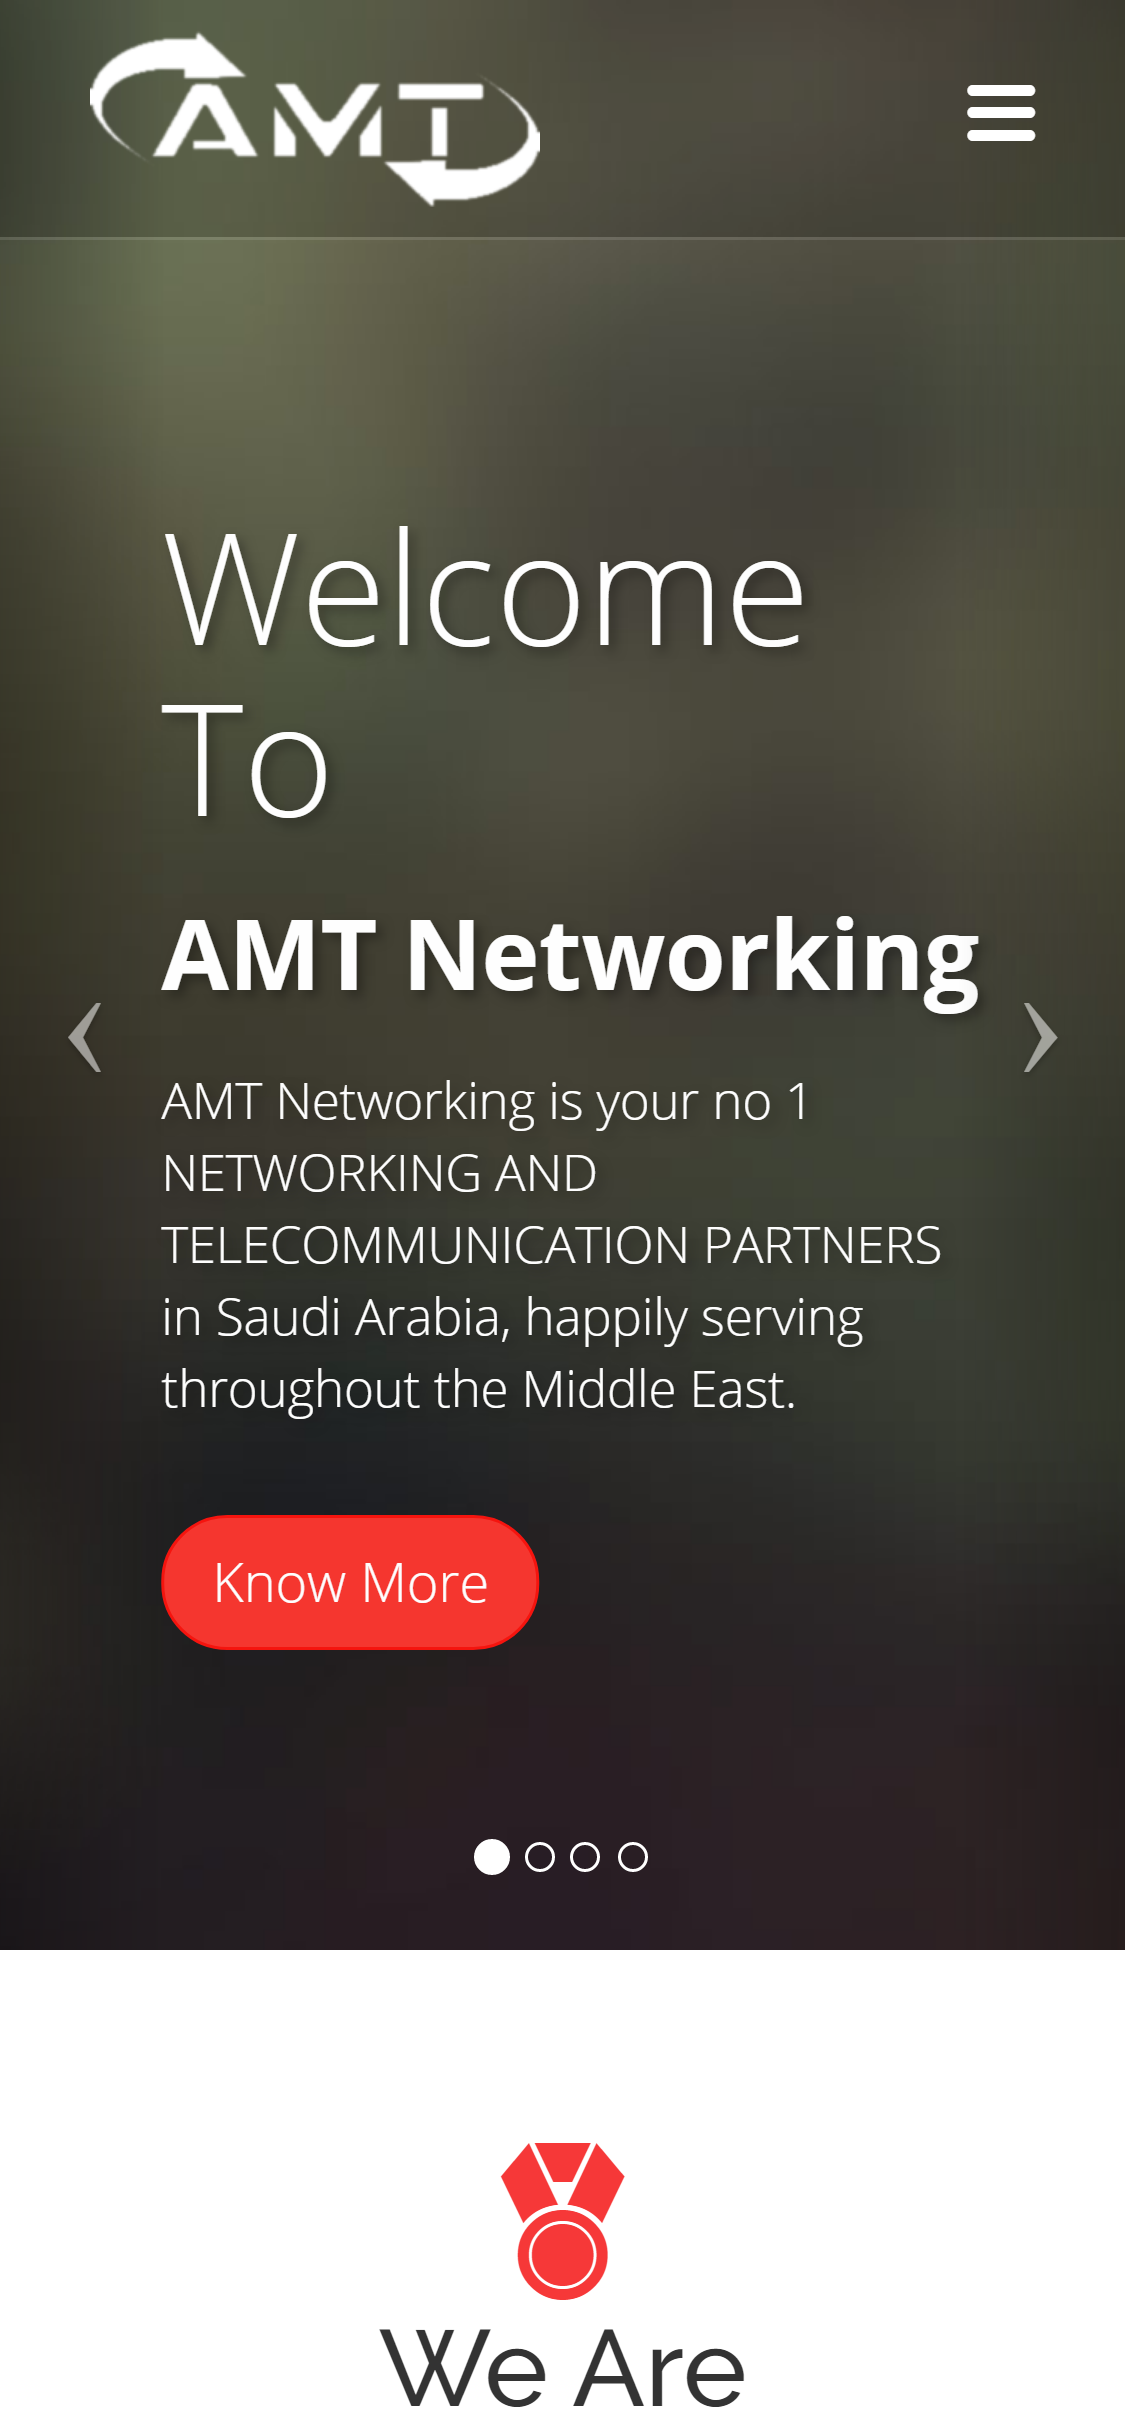 AMT
Welcome
To
AMT Networking
AMT Networking is your no 1
NETWORKING AND
TELECOMMUNICATION PARTNERS
in Saudi Arabia, happily serving
throughout the Middle East.
Know More
We Are